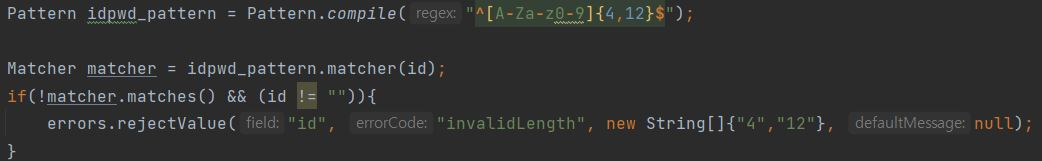 Pattern idpwd_pattern = Pattern.compile( regex: "^[A-Za-z0-9]{4,12}$");
Matcher matcher = idpwd_pattern.matcher(id);
if(!matcher.matches() && (id != "")){
errors.rejectValue( field: "id", errorCode: "invalidLength", new String[]{"4","12"}, defaultMessage: null);
}